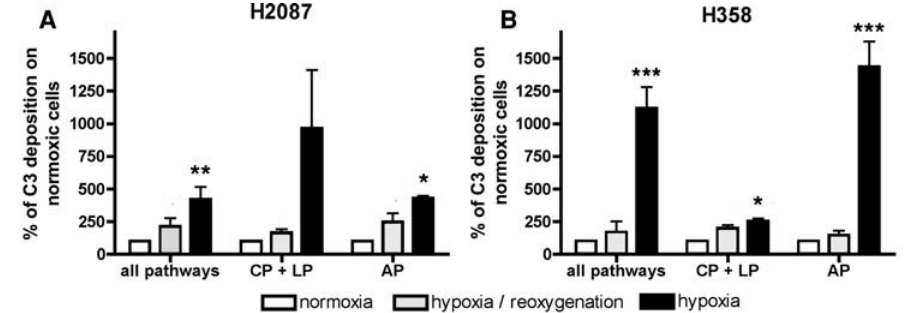 A
H2087
% of C3 deposition on
normoxic cells
1500
1250
1000
750
500
250
0
**
*
all pathways CP + LP AP
B
H358
% of C3 deposition on
normoxic cells
1500
1250
1000
750
500
250
0
***
*
***
all pathways CP + LP AP
normoxia hypoxia / reoxygenation hypoxia